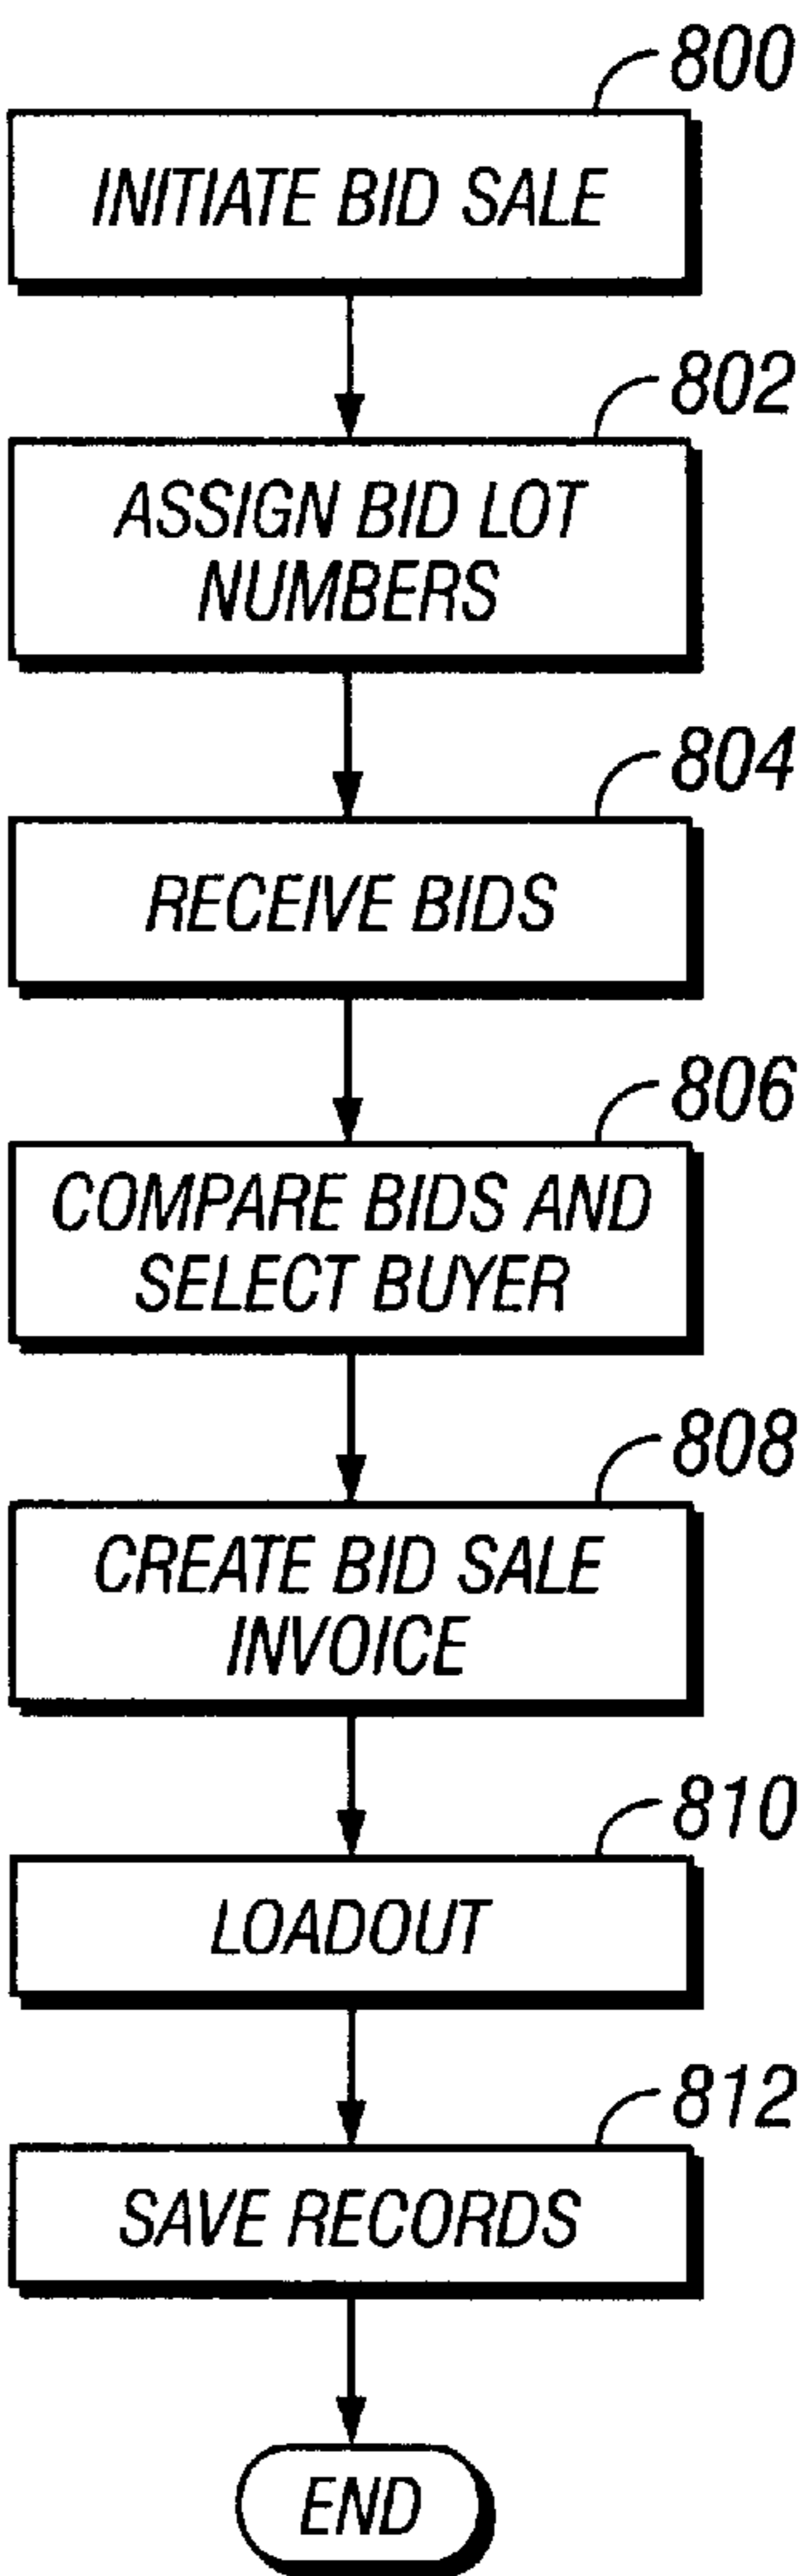 800
INITIATE BID SALE
802
ASSIGN BID LOT
NUMBERS
804
RECEIVE BIDS
806
COMPARE BIDS AND
SELECT BUYER
808
CREATE BID SALE
INVOICE
810
LOADOUT
812
SAVE RECORDS
END